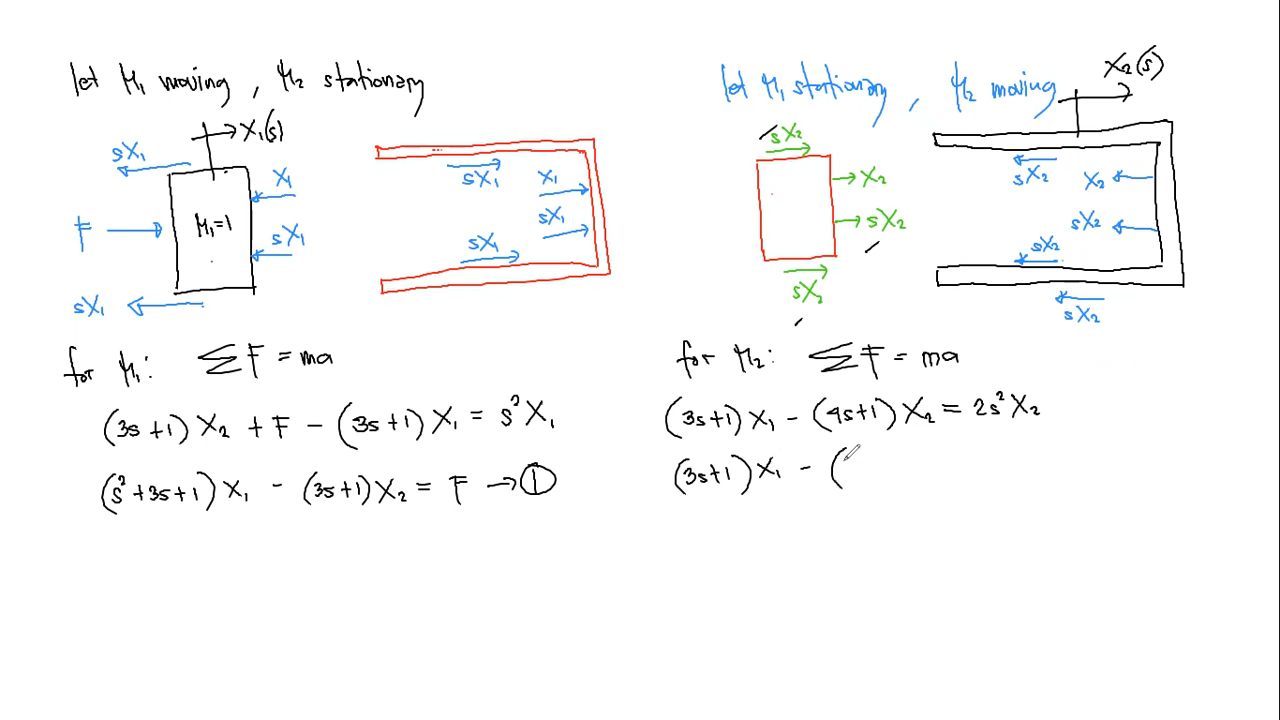 let M₁ moving , M₂ stationary
X₁(s)
sX₁
X₁
F
M₁=1
sX₁
sX₁
sX₁
X₁
sX₁
sX₁
for M₁: ΣF = ma
(3s+1)X₂ + F - (3s+1)X₁ = s²X₁
(s²+3s+1)X₁ - (3s+1)X₂ = F → ①
let M₁ stationary , M₂ moving
X₂(s)
sX₂
X₂
sX₂
sX₂
sX₂
X₂
sX₂
sX₂
sX₂
for M₂: ΣF = ma
(3s+1)X₁ - (4s+1)X₂ = 2s²X₂
(3s+1)X₁ - (